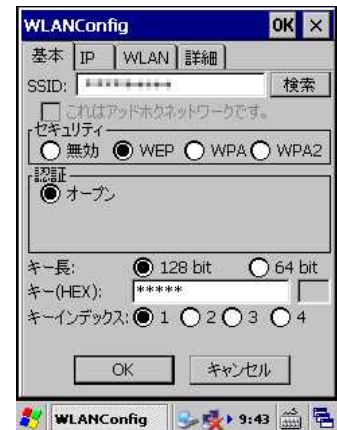 WLANConfig OK ×
基本 IP WLAN 詳細
SSID: 検索
これはアッドホクネットワークです。
セキュリティ
無効 WEP WPA WPA2
認証
オープン
キー長: 128 bit 64 bit
キー(HEX): *****
キーインデックス: 1 2 3 4
OK キャンセル
WLANConfig 9:43